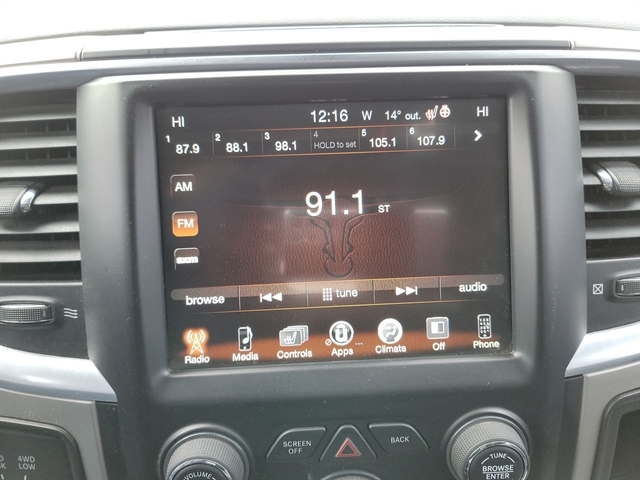 HI 12:16 W 14° out. HI
1 87.9 2 88.1 3 98.1 4 HOLD to set 5 105.1 6 107.9
AM
91.1 ST
FM
browse tune audio
Radio Media Controls Apps ... Climate Off Phone
SCREEN OFF BACK
4WD LOW
VOLUME
TUNE
BROWSE
ENTER